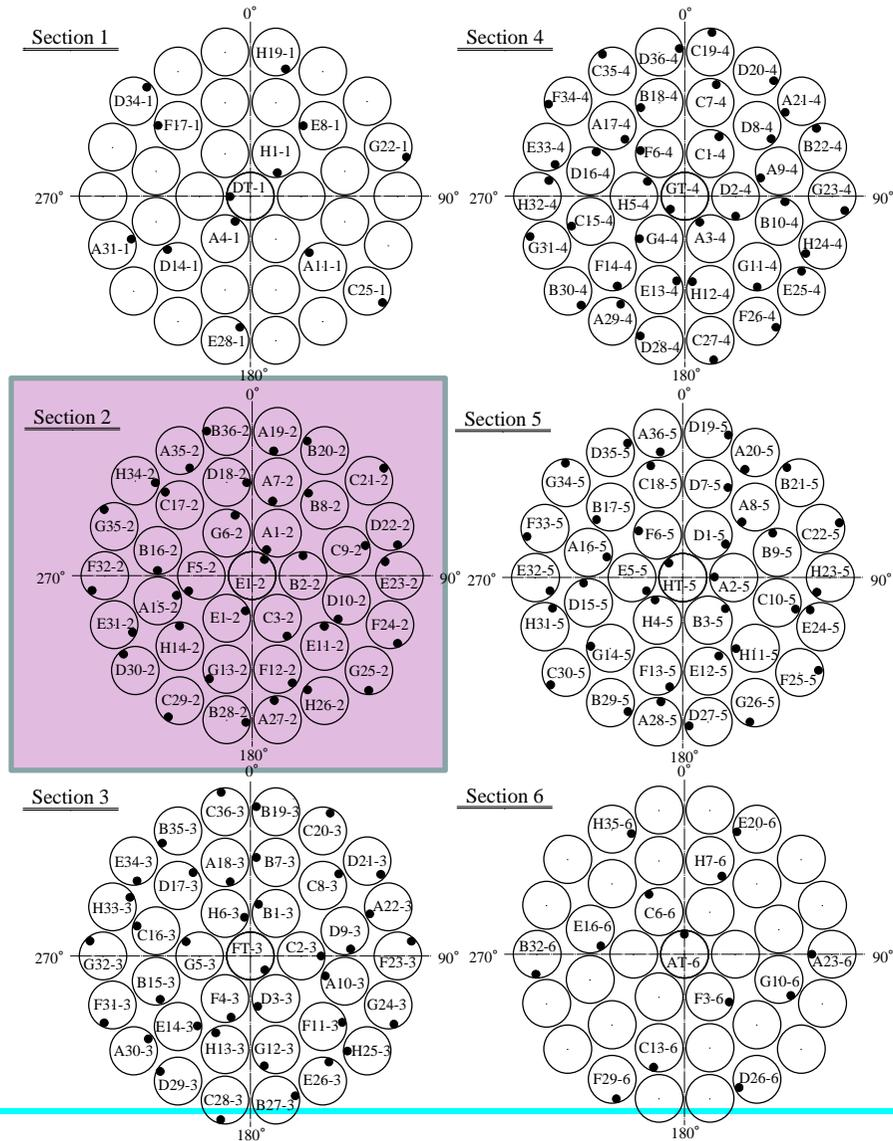 Section 1
0°
H19-1
D34-1
F17-1
E8-1
G22-1
H1-1
DT-1
270°
90°
A4-1
A31-1
D14-1
A11-1
C25-1
E28-1
180°
Section 4
0°
D36-4
C19-4
C35-4
D20-4
F34-4
B18-4
C7-4
A21-4
A17-4
D8-4
B22-4
E33-4
F6-4
C1-4
D16-4
A9-4
GT-4
H32-4
H5-4
D2-4
G23-4
270°
90°
C15-4
B10-4
G31-4
G4-4
A3-4
H24-4
F14-4
G11-4
B30-4
E13-4
H12-4
E25-4
A29-4
F26-4
D28-4
C27-4
180°
Section 2
0°
B36-2
A19-2
A35-2
B20-2
H34-2
D18-2
A7-2
C21-2
C17-2
B8-2
G35-2
D22-2
G6-2
A1-2
B16-2
C9-2
F32-2
F5-2
E1-2
B2-2
E23-2
270°
90°
A15-2
D10-2
E31-2
E1-2
C3-2
F24-2
H14-2
E11-2
D30-2
G13-2
F12-2
G25-2
C29-2
H26-2
B28-2
A27-2
180°
Section 5
0°
A36-5
D19-5
D35-5
A20-5
G34-5
C18-5
D7-5
B21-5
B17-5
A8-5
F33-5
C22-5
F6-5
D1-5
A16-5
B9-5
E32-5
E5-5
HT-5
A2-5
H23-5
270°
90°
D15-5
C10-5
H31-5
H4-5
B3-5
E24-5
G14-5
H11-5
C30-5
F13-5
E12-5
F25-5
B29-5
G26-5
A28-5
D27-5
180°
Section 3
0°
C36-3
B19-3
B35-3
C20-3
E34-3
A18-3
B7-3
D21-3
D17-3
C8-3
H33-3
A22-3
H6-3
B1-3
C16-3
D9-3
FT-3
C2-3
G32-3
G5-3
F23-3
270°
90°
B15-3
A10-3
F31-3
F4-3
D3-3
G24-3
E14-3
F11-3
A30-3
H13-3
G12-3
H25-3
D29-3
E26-3
C28-3
B27-3
180°
Section 6
0°
H35-6
E20-6
H7-6
C6-6
E16-6
B32-6
AT-6
A23-6
270°
90°
G10-6
F3-6
C13-6
F29-6
D26-6
180°